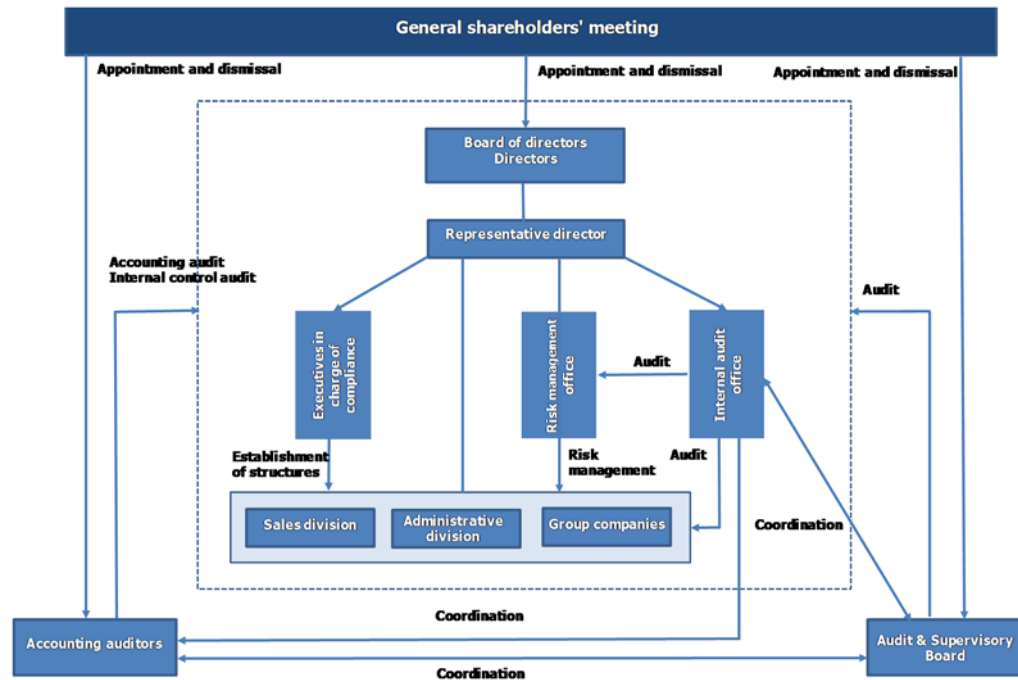 General shareholders' meeting
Appointment and dismissal
Appointment and dismissal
Appointment and dismissal
Board of directors
Directors
Representative director
Accounting audit
Internal control audit
Audit
Executives in
charge of
compliance
Risk management
office
Audit
Internal audit
office
Establishment
of structures
Risk
management
Audit
Sales division
Administrative
division
Group companies
Coordination
Coordination
Accounting auditors
Audit & Supervisory
Board
Coordination